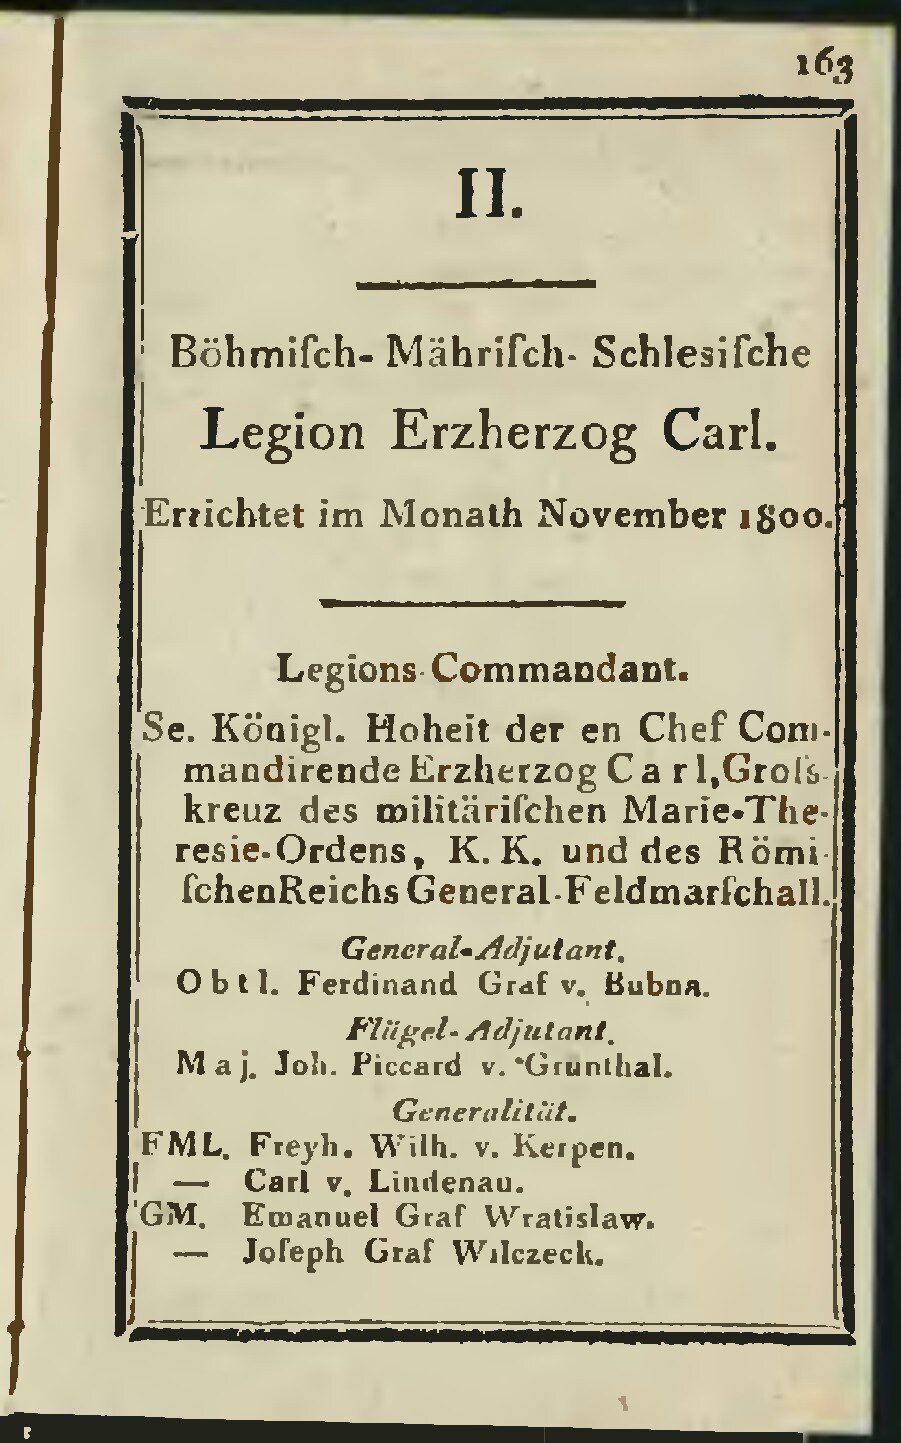 163
II.
Böhmiſch- Mähriſch- Schlesiſche
Legion Erzherzog Carl.
Errichtet im Monath November 1800.
Legions-Commandant.
Se. Königl. Hoheit der en Chef Com-
mandirende Erzherzog Carl, Groſs-
kreuz des militäriſchen Marie-The-
resie-Ordens, K. K. und des Römi-
ſchen Reichs General-Feldmarſchall.
General-Adjutant.
Obtl. Ferdinand Graf v. Bubna.
Flügel-Adjutant.
Maj. Joh. Piccard v. Grünthal.
Generalität.
FML. Freyh. Wilh. v. Kerpen.
— Carl v. Lindenau.
GM. Emanuel Graf Wratislaw.
— Joſeph Graf Wilczeck.